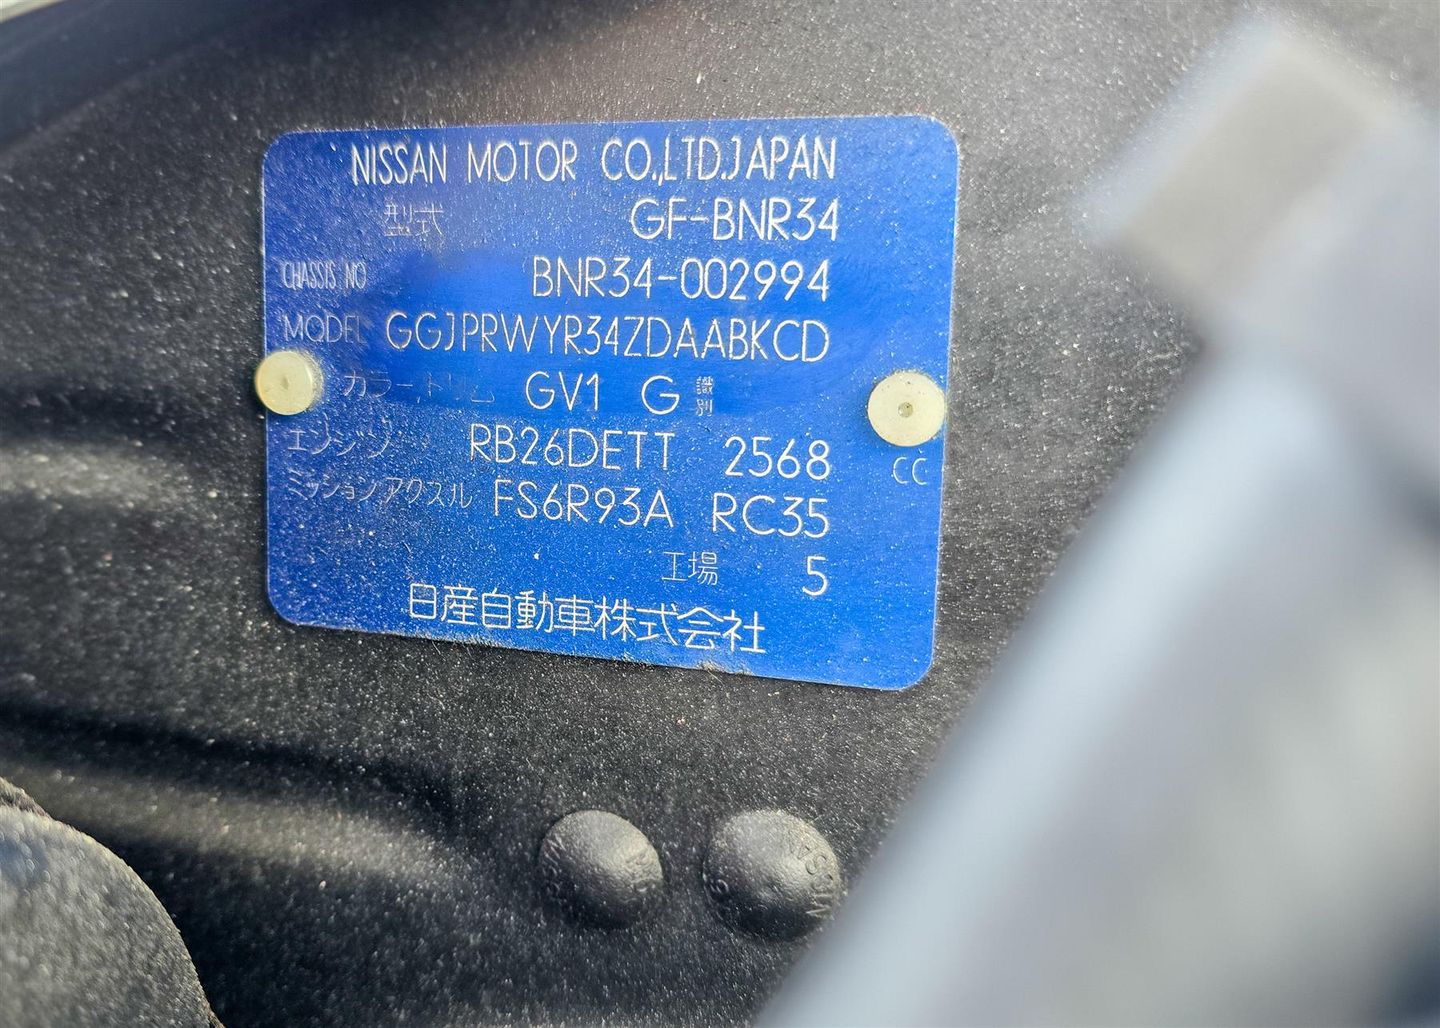 NISSAN MOTOR CO.,LTD.JAPAN
型式 GF-BNR34
CHASSIS NO BNR34-002994
MODEL GGJPRWYR34ZDAABKCD
カラー,トリム GV1 G 識別
エンジン RB26DETT 2568 CC
ミッション,アクスル FS6R93A RC35
工場 5
日産自動車株式会社